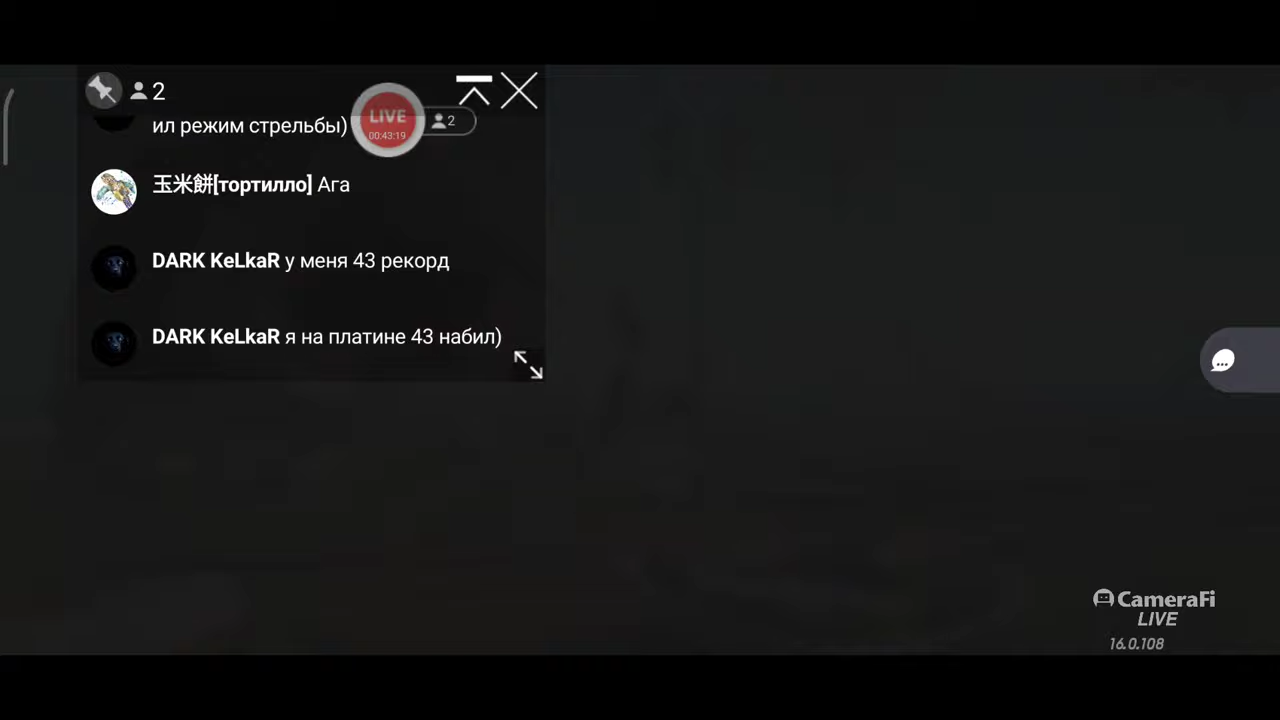 2
LIVE
00:43:19
2
ил режим стрельбы)
玉米餅[тортилло] Ага
DARK KeLkaR у меня 43 рекорд
DARK KeLkaR я на платине 43 набил)
CameraFi
LIVE
16.0.108